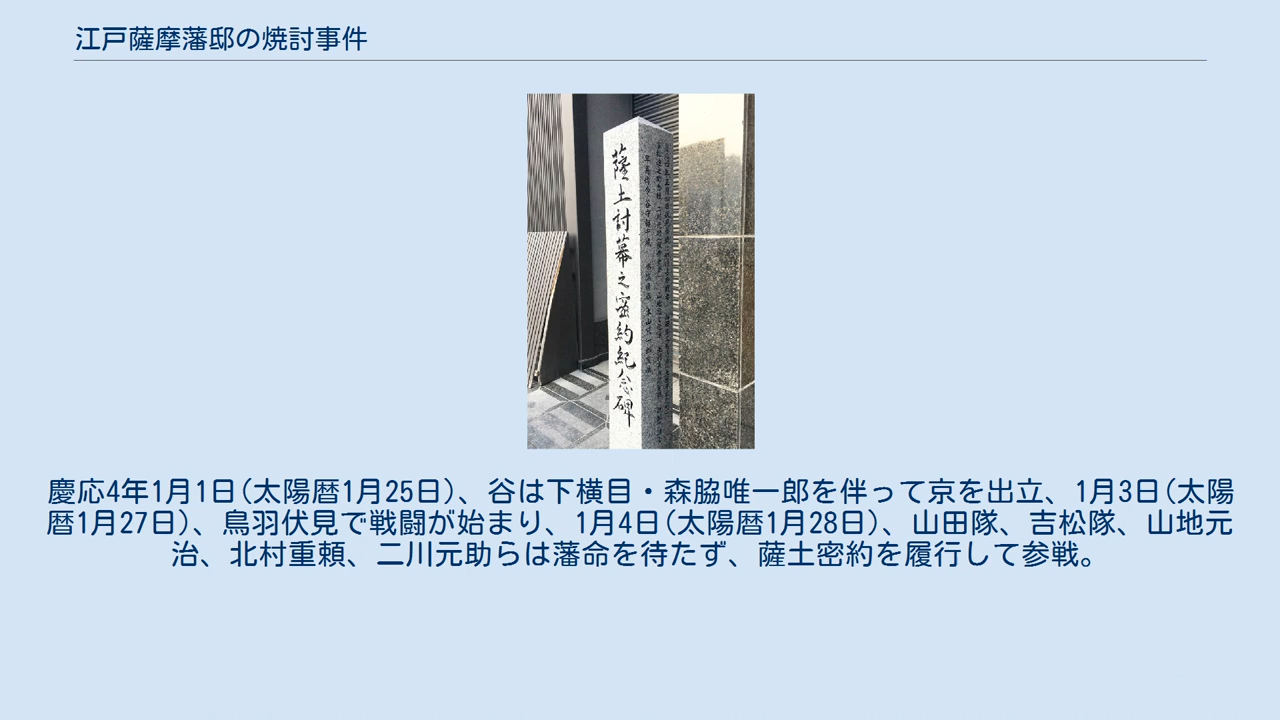 江戸薩摩藩邸の焼討事件
薩土討幕之密約紀念碑
慶応4年1月1日(太陽暦1月25日)、谷は下横目・森脇唯一郎を伴って京を出立、1月3日(太陽
暦1月27日)、鳥羽伏見で戦闘が始まり、1月4日(太陽暦1月28日)、山田隊、吉松隊、山地元
治、北村重頼、二川元助らは藩命を待たず、薩土密約を履行して参戦。